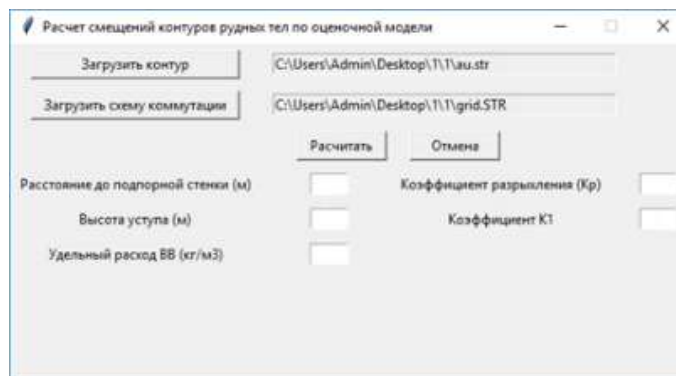 Расчет смещений контуров рудных тел по оценочной модели
Загрузить контур C:\Users\Admin\Desktop\1\1\au.str
Загрузить схему коммутации C:\Users\Admin\Desktop\1\1\grid.STR
Расчитать Отмена
Расстояние до подпорной стенки (м) Коэффициент разрыхления (Кр)
Высота уступа (м) Коэффициент К1
Удельный расход ВВ (кг/м3)